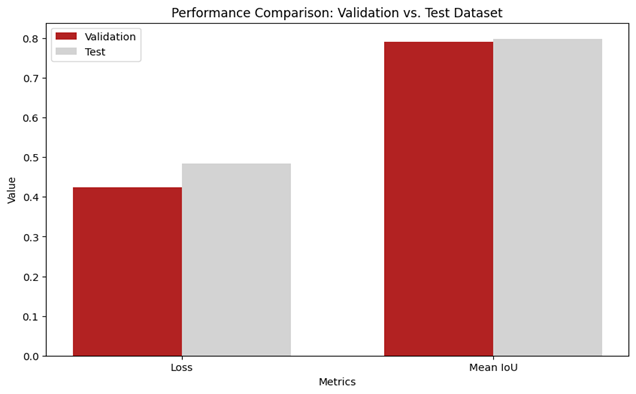 Performance Comparison: Validation vs. Test Dataset
Validation
Test
0.8
0.7
0.6
0.5
0.4
0.3
0.2
0.1
0.0
Value
Loss
Mean IoU
Metrics